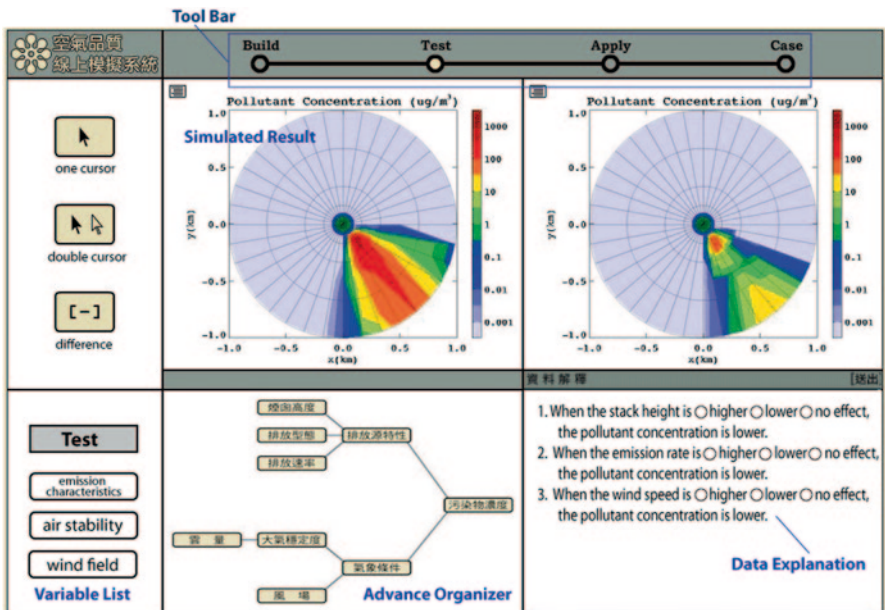 Tool Bar
空氣品質
線上模擬系統
Build Test Apply Case
one cursor
double cursor
[-]
difference
Pollutant Concentration (ug/m³)
Simulated Result
1.0
0.5
0.0
-0.5
-1.0
y(km)
-1.0 -0.5 0.0 0.5 1.0
x(km)
1000
100
10
1
0.1
0.01
0.001
Pollutant Concentration (ug/m³)
1.0
0.5
0.0
-0.5
-1.0
y(km)
-1.0 -0.5 0.0 0.5 1.0
x(km)
1000
100
10
1
0.1
0.01
0.001
Test
emission
characteristics
air stability
wind field
Variable List
煙囪高度
排放型態
排放源特性
排放速率
污染物濃度
雲 量
大氣穩定度
氣象條件
風 場
Advance Organizer
資料解釋
[送出]
1. When the stack height is ○ higher ○ lower ○ no effect,
the pollutant concentration is lower.
2. When the emission rate is ○ higher ○ lower ○ no effect,
the pollutant concentration is lower.
3. When the wind speed is ○ higher ○ lower ○ no effect,
the pollutant concentration is lower.
Data Explanation